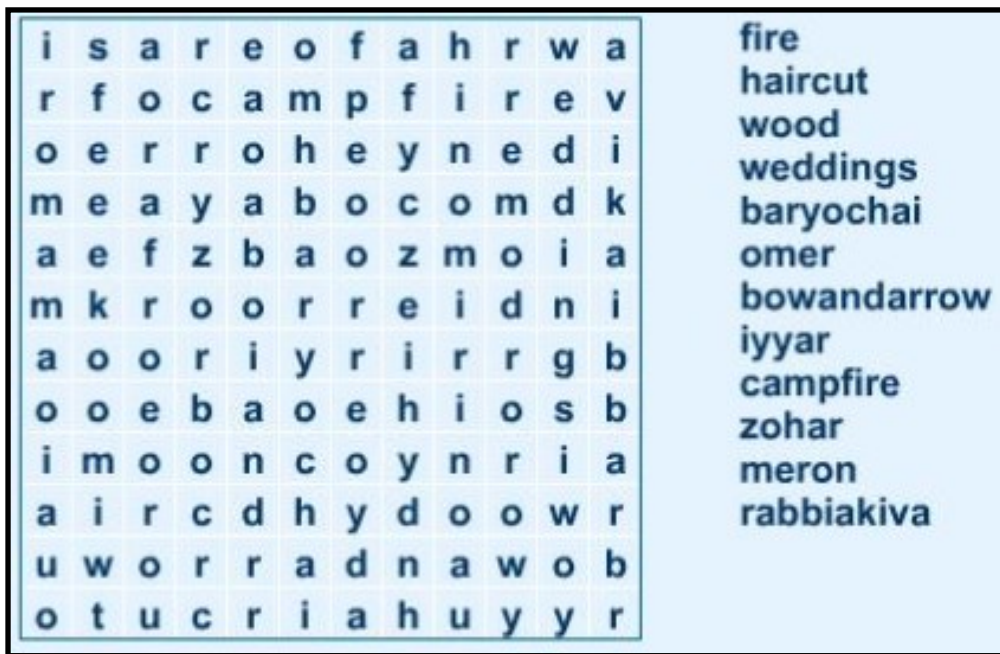 i s a r e o f a h r w a
r f o c a m p f i r e v
o e r r o h e y n e d i
m e a y a b o c o m d k
a e f z b a o z m o i a
m k r o o r r e i d n i
a o o r i y r i r r g b
o o e b a o e h i o s b
i m o o n c o y n r i a
a i r c d h y d o o w r
u w o r r a d n a w o b
o t u c r i a h u y y r
fire
haircut
wood
weddings
baryochai
omer
bowandarrow
iyyar
campfire
zohar
meron
rabbiakiva